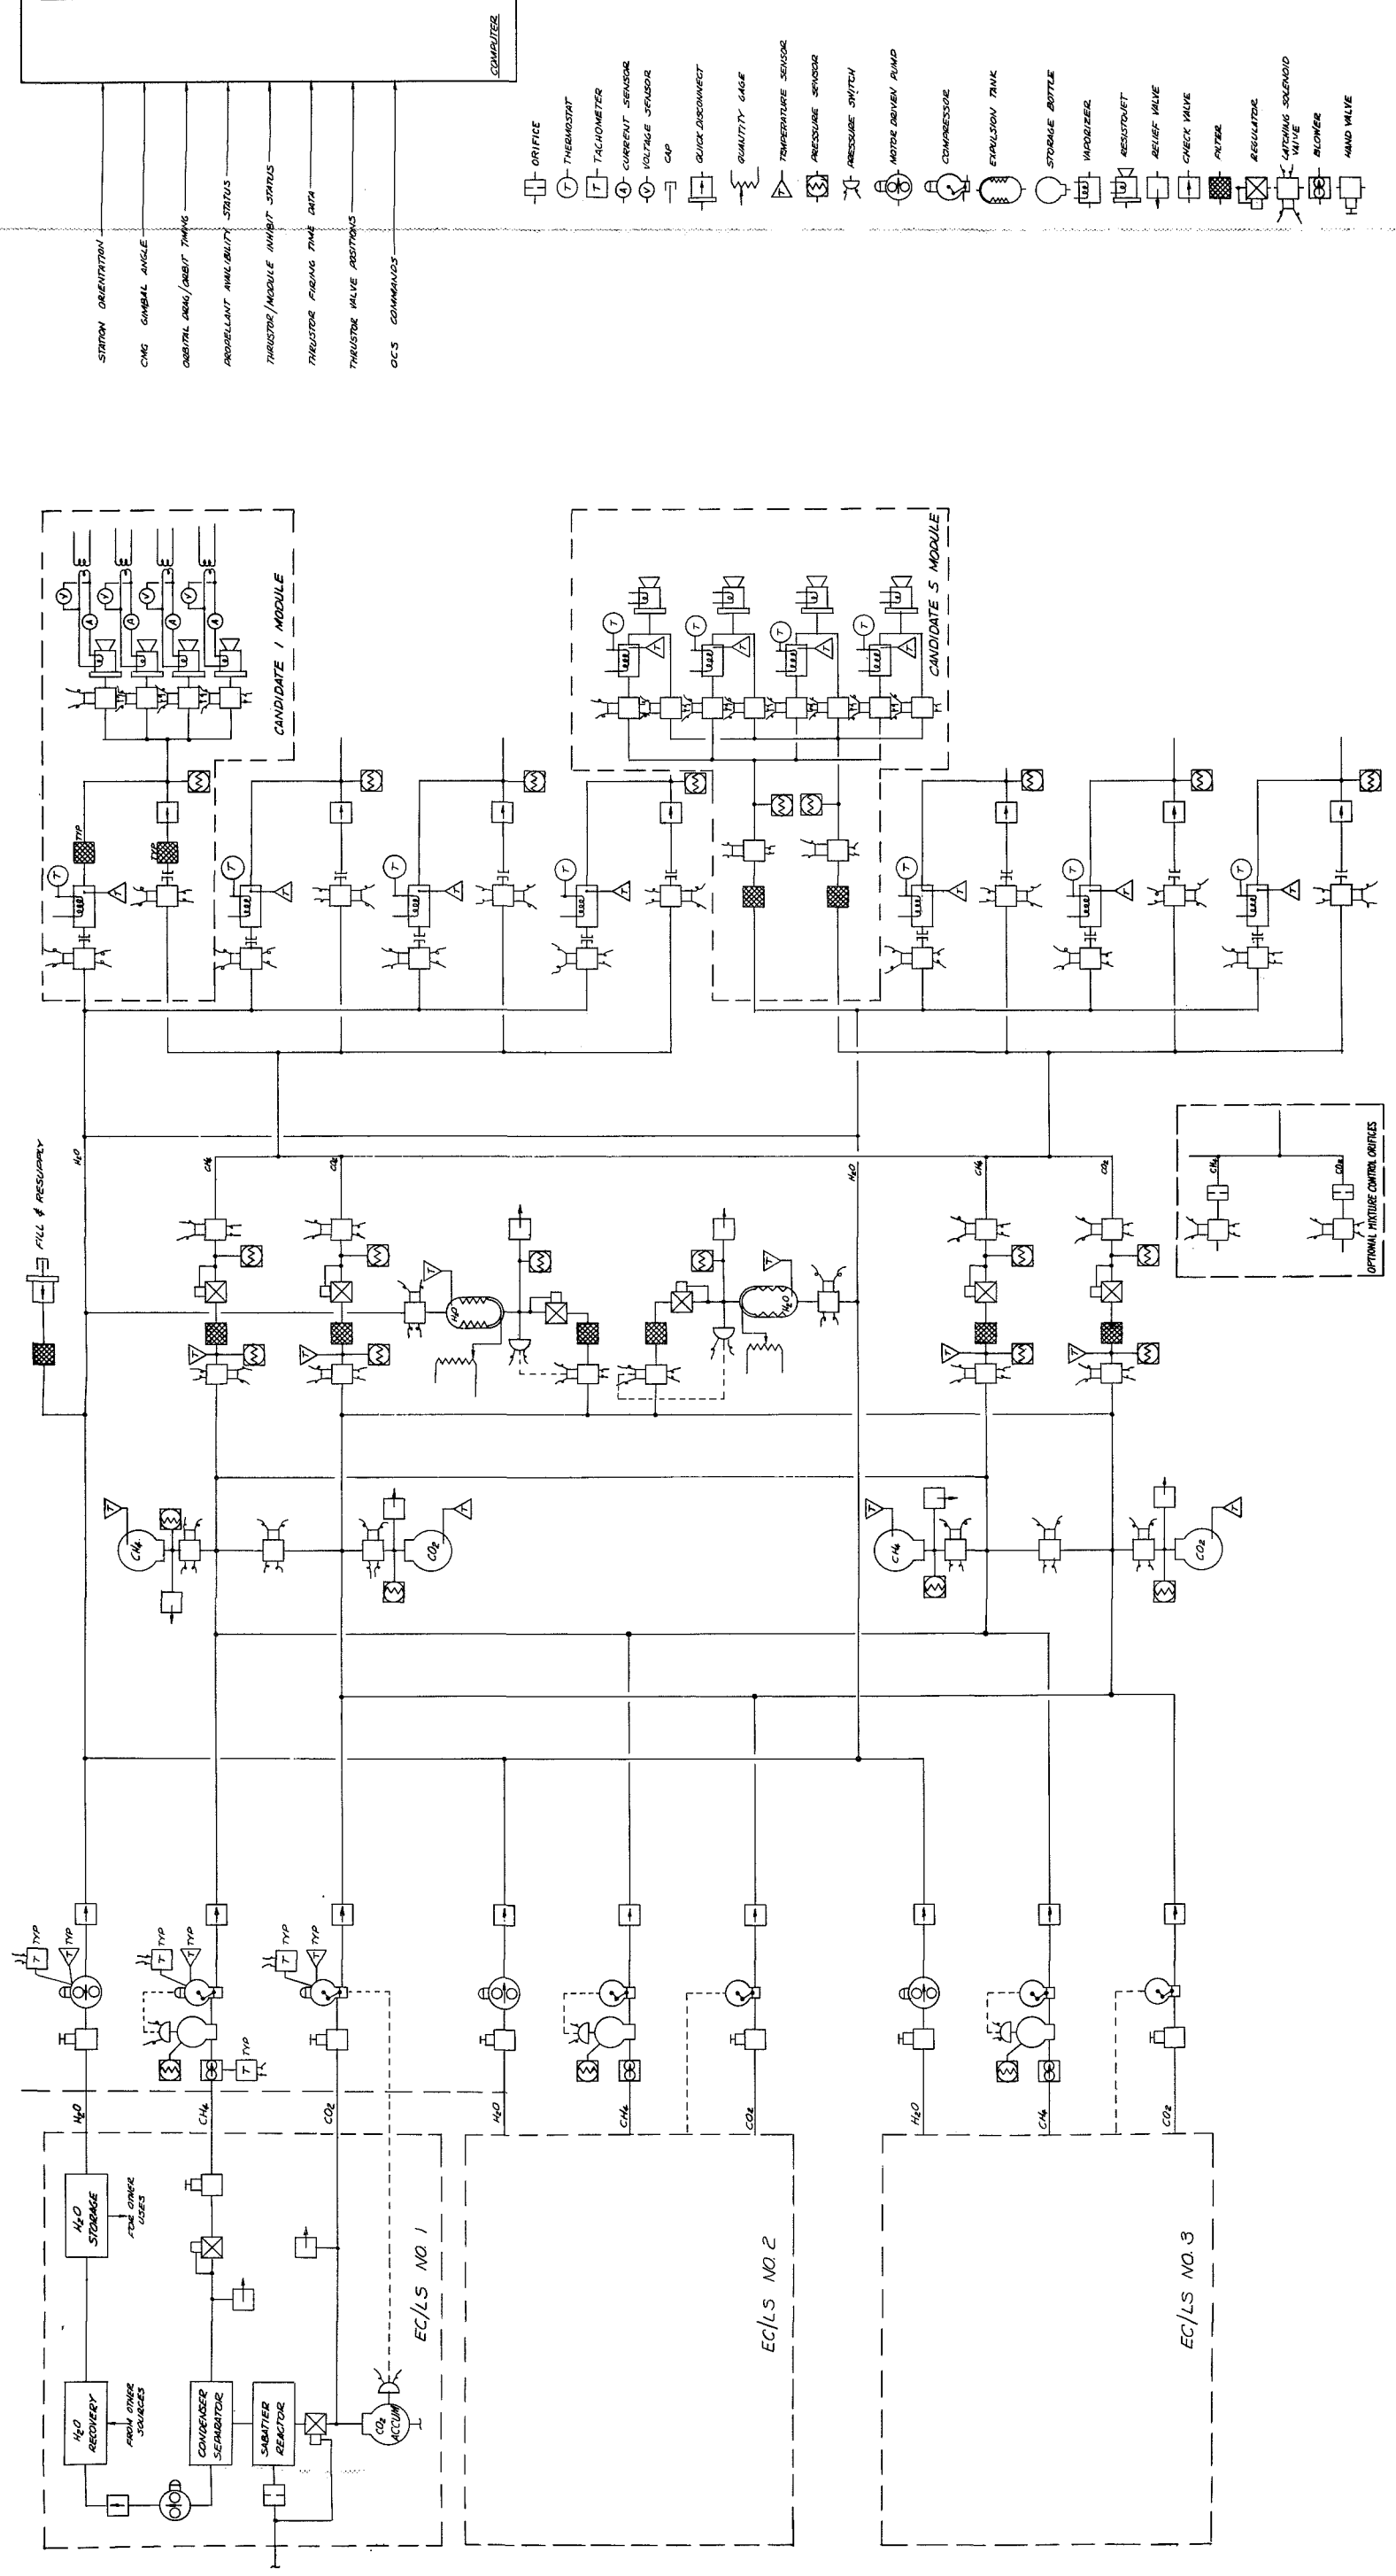 COMPUTER
STATION ORIENTATION
CMG GIMBAL ANGLE
ORBITAL DRAG/ORBIT TIMING
PROPELLANT AVAILIBILITY STATUS
THRUSTOR/MODULE INHIBIT STATUS
THRUSTOR FIRING TIME DATA
THRUSTOR VALVE POSITIONS
OCS COMMANDS
ORIFICE
T THERMOSTAT
T TACHOMETER
A CURRENT SENSOR
V VOLTAGE SENSOR
CAP
QUICK DISCONNECT
QUANTITY GAGE
T TEMPERATURE SENSOR
PRESSURE SENSOR
PRESSURE SWITCH
MOTOR DRIVEN PUMP
COMPRESSOR
EXPULSION TANK
STORAGE BOTTLE
VAPORIZER
RESISTOJET
RELIEF VALVE
CHECK VALVE
FILTER
REGULATOR
LATCHING SOLENOID
VALVE
BLOWER
HAND VALVE
V
V
V
V
A
A
A
A
CANDIDATE 1 MODULE
T
T
T
T
T
T
T
T
CANDIDATE 5 MODULE
TYP
TYP
T
T
T
T
T
T
T
T
T
T
T
T
T
T
FILL & RESUPPLY
H2O
CH4
CO2
H2O
CH4
CO2
CH4
CO2
OPTIONAL MIXTURE CONTROL ORIFICES
T
H2O
T
H2O
T
T
T
T
T
CH4
CO2
T
T
CH4
CO2
T
T TYP
T TYP
T TYP
T TYP
T TYP
T TYP
T TYP
H2O
CH4
CO2
H2O
CH4
CO2
H2O
CH4
CO2
H2O
STORAGE
FOR OTHER
USES
H2O
RECOVERY
FROM OTHER
SOURCES
CONDENSER
SEPARATOR
SABATIER
REACTOR
CO2
ACCUM
EC/LS NO. 1
EC/LS NO. 2
EC/LS NO. 3